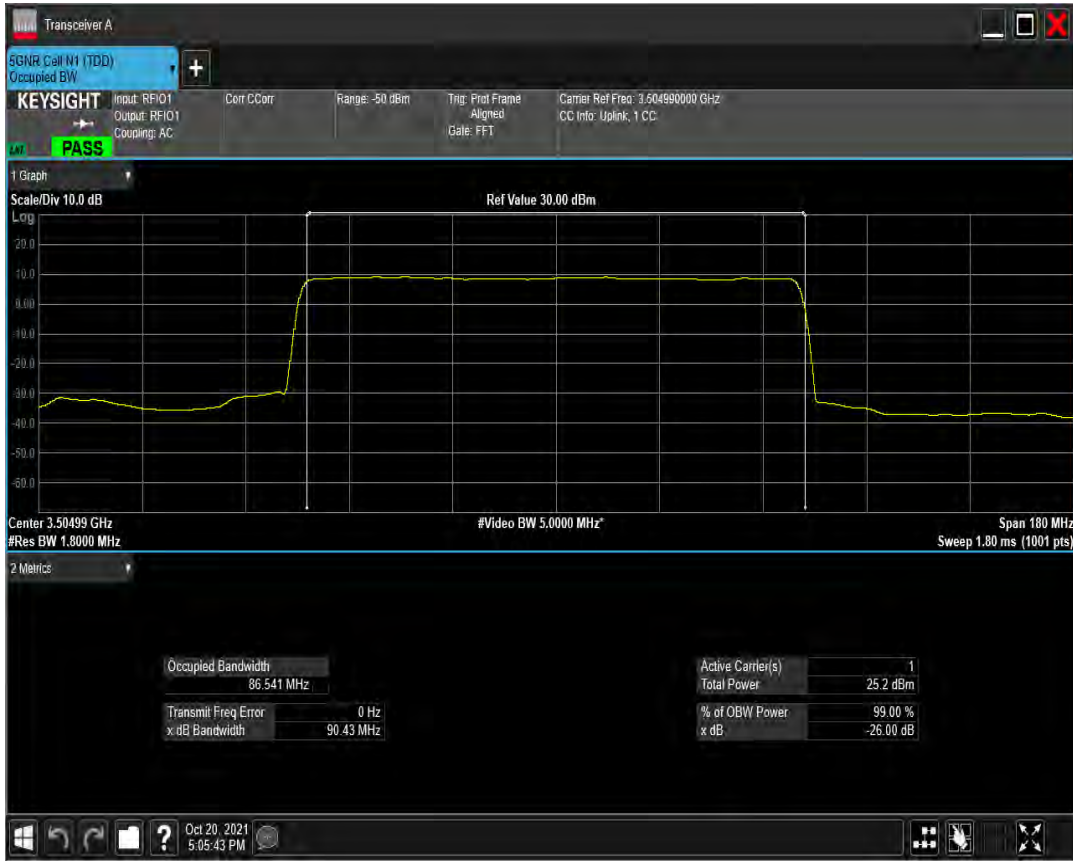 Transceiver A
5GNR Cell N1 (TDD)
Occupied BW
+
KEYSIGHT
Input: RFIO1
Output: RFIO1
Coupling: AC
Corr CCorr
Range: -50 dBm
Trig: Prot Frame
Aligned
Gate: FFT
Carrier Ref Freq: 3.504990000 GHz
CC Info: Uplink, 1 CC
PASS
1 Graph
Scale/Div 10.0 dB
Ref Value 30.00 dBm
Log
20.0
10.0
0.00
-10.0
-20.0
-30.0
-40.0
-50.0
-60.0
Center 3.50499 GHz
#Video BW 5.0000 MHz*
Span 180 MHz
#Res BW 1.8000 MHz
Sweep 1.80 ms (1001 pts)
2 Metrics
Occupied Bandwidth
86.541 MHz
Transmit Freq Error 0 Hz
x dB Bandwidth 90.43 MHz
Active Carrier(s) 1
Total Power 25.2 dBm
% of OBW Power 99.00 %
x dB -26.00 dB
?
Oct 20, 2021
5:05:43 PM